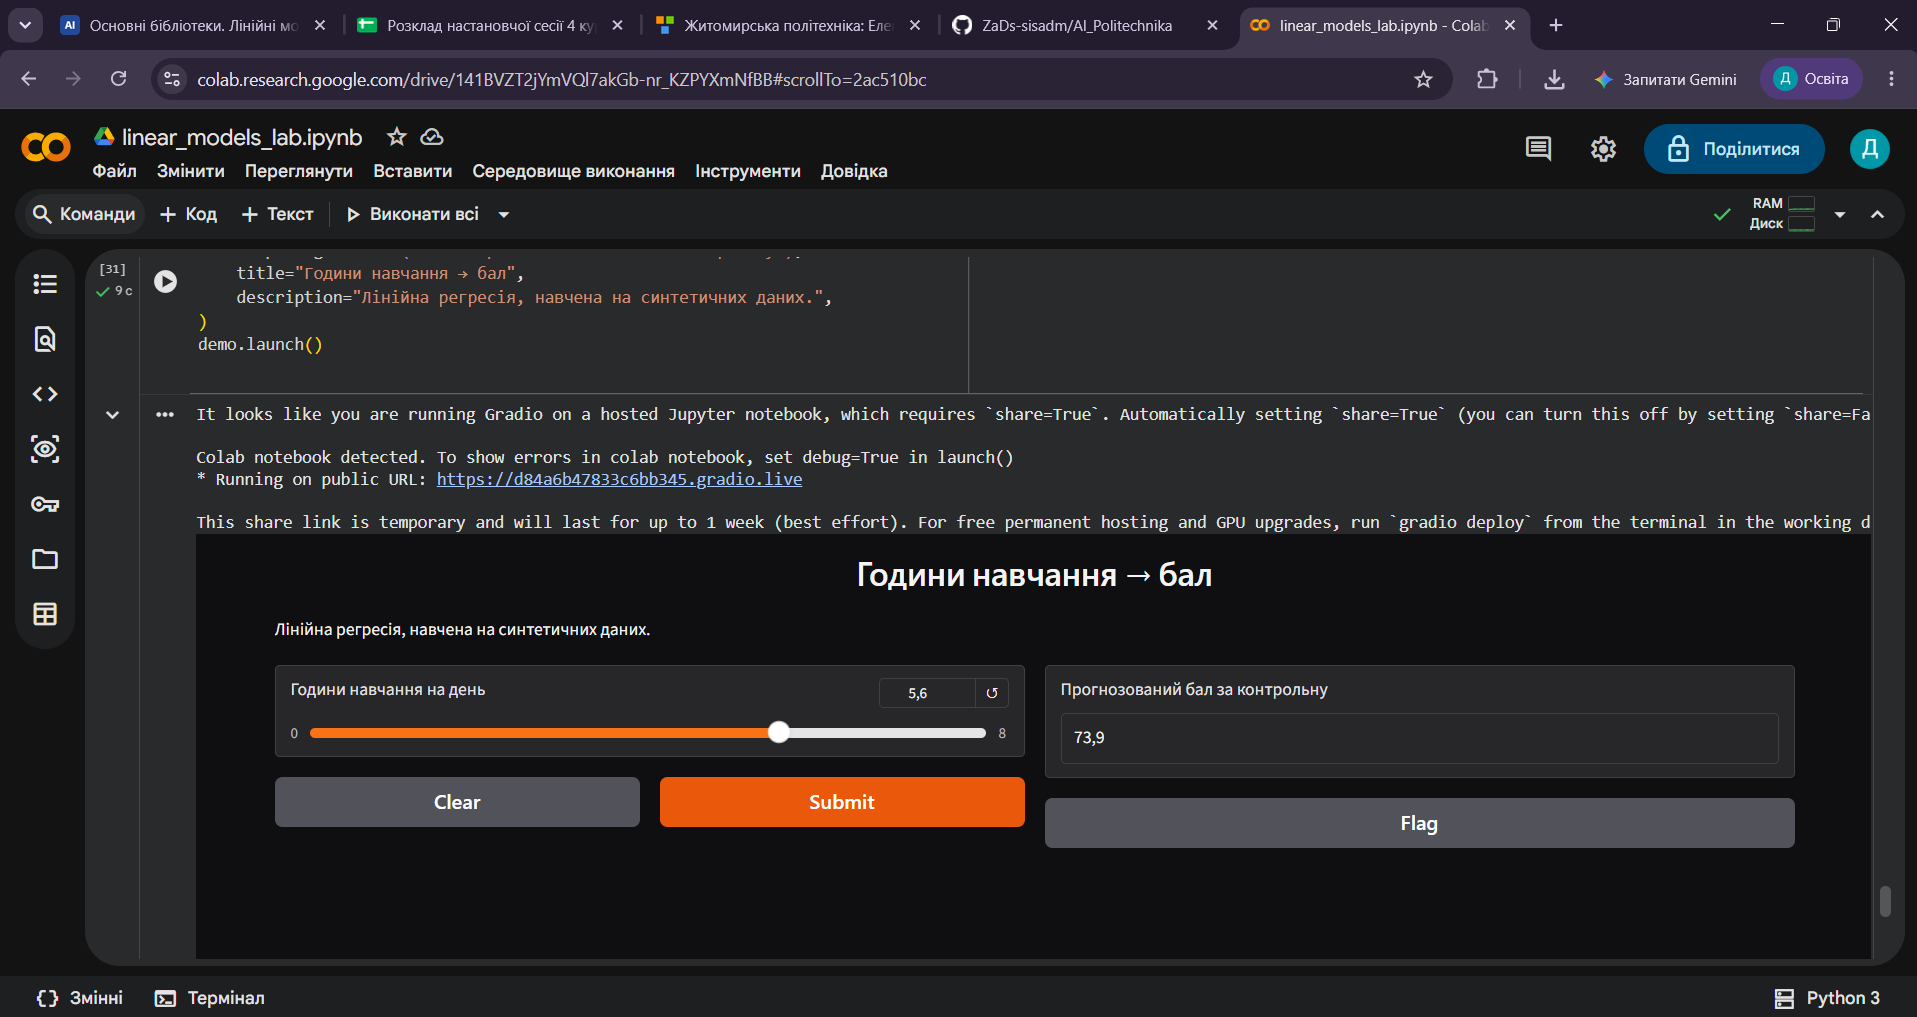 Основні бібліотеки. Лінійні мо
Розклад настановчої сесії 4 ку
Житомирська політехніка: Еле
ZaDs-sisadm/AI_Politechnika
linear_models_lab.ipynb - Colab
colab.research.google.com/drive/141BVZT2jYmVQl7akGb-nr_KZPYXmNfBB#scrollTo=2ac510bc
Запитати Gemini
Д Освіта
linear_models_lab.ipynb
Файл Змінити Переглянути Вставити Середовище виконання Інструменти Довідка
Поділитися
Д
Команди + Код + Текст Виконати всі
RAM
Диск
[31]
9 с
title="Години навчання → бал",
description="Лінійна регресія, навчена на синтетичних даних.",
)
demo.launch()
It looks like you are running Gradio on a hosted Jupyter notebook, which requires `share=True`. Automatically setting `share=True` (you can turn this off by setting `share=Fa
Colab notebook detected. To show errors in colab notebook, set debug=True in launch()
* Running on public URL: https://d84a6b47833c6bb345.gradio.live
This share link is temporary and will last for up to 1 week (best effort). For free permanent hosting and GPU upgrades, run `gradio deploy` from the terminal in the working d
Години навчання → бал
Лінійна регресія, навчена на синтетичних даних.
Години навчання на день
5,6
0
8
Прогнозований бал за контрольну
73,9
Clear
Submit
Flag
{} Змінні
Термінал
Python 3